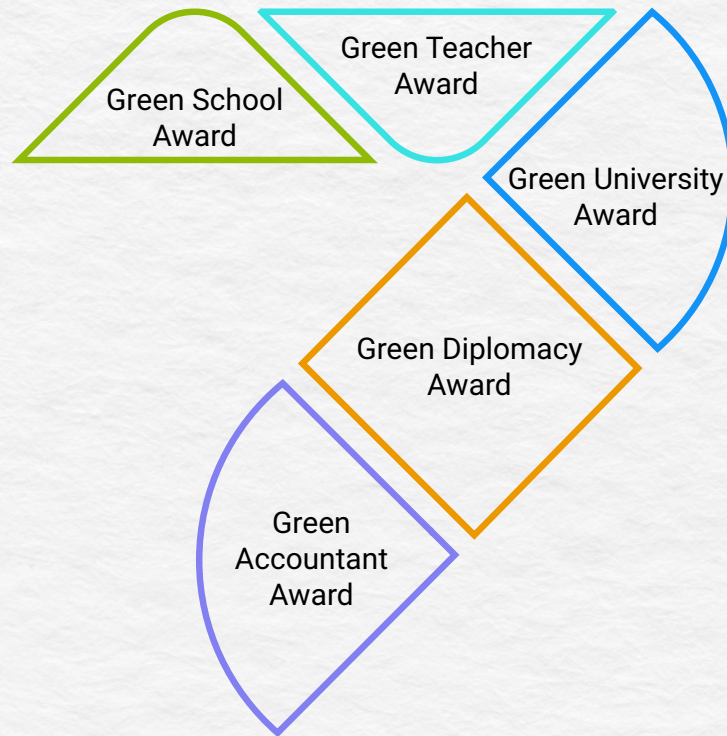 Green School
Award
Green Teacher
Award
Green University
Award
Green Diplomacy
Award
Green
Accountant
Award